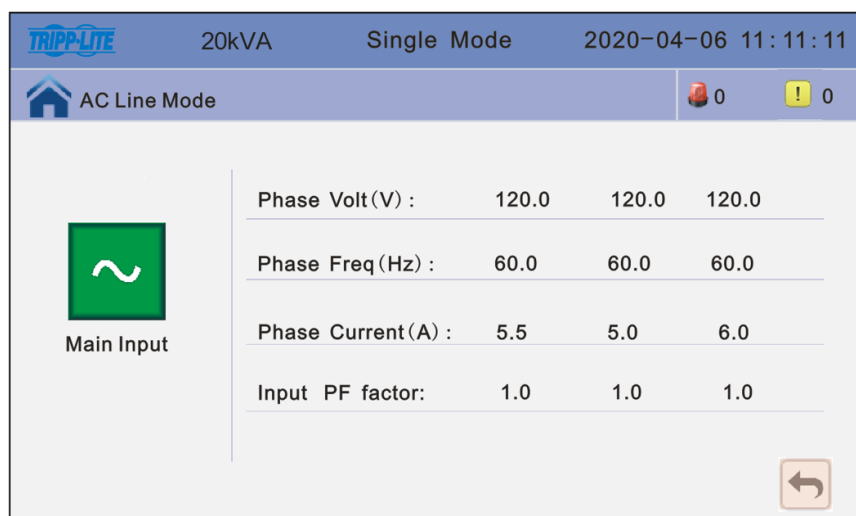 TRIPP·LITE 20kVA Single Mode 2020-04-06 11:11:11
AC Line Mode 0 ! 0
Phase Volt(V): 120.0 120.0 120.0
Phase Freq(Hz): 60.0 60.0 60.0
Main Input
Phase Current(A): 5.5 5.0 6.0
Input PF factor: 1.0 1.0 1.0